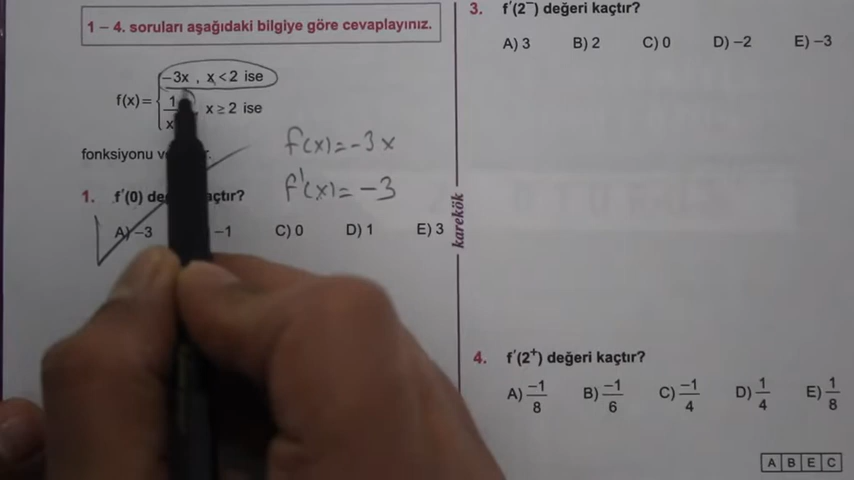 1 – 4. soruları aşağıdaki bilgiye göre cevaplayınız.
f(x)= -3x , x < 2 ise
1
x , x ≥ 2 ise
fonksiyonu
f(x)=-3x
f'(x)=-3
1. f'(0) kaçtır?
A) -3 -1 C) 0 D) 1 E) 3
karekök
3. f'(2⁻) değeri kaçtır?
A) 3 B) 2 C) 0 D) -2 E) -3
4. f'(2⁺) değeri kaçtır?
A) -1/8 B) -1/6 C) -1/4 D) 1/4 E) 1/8
A B E C